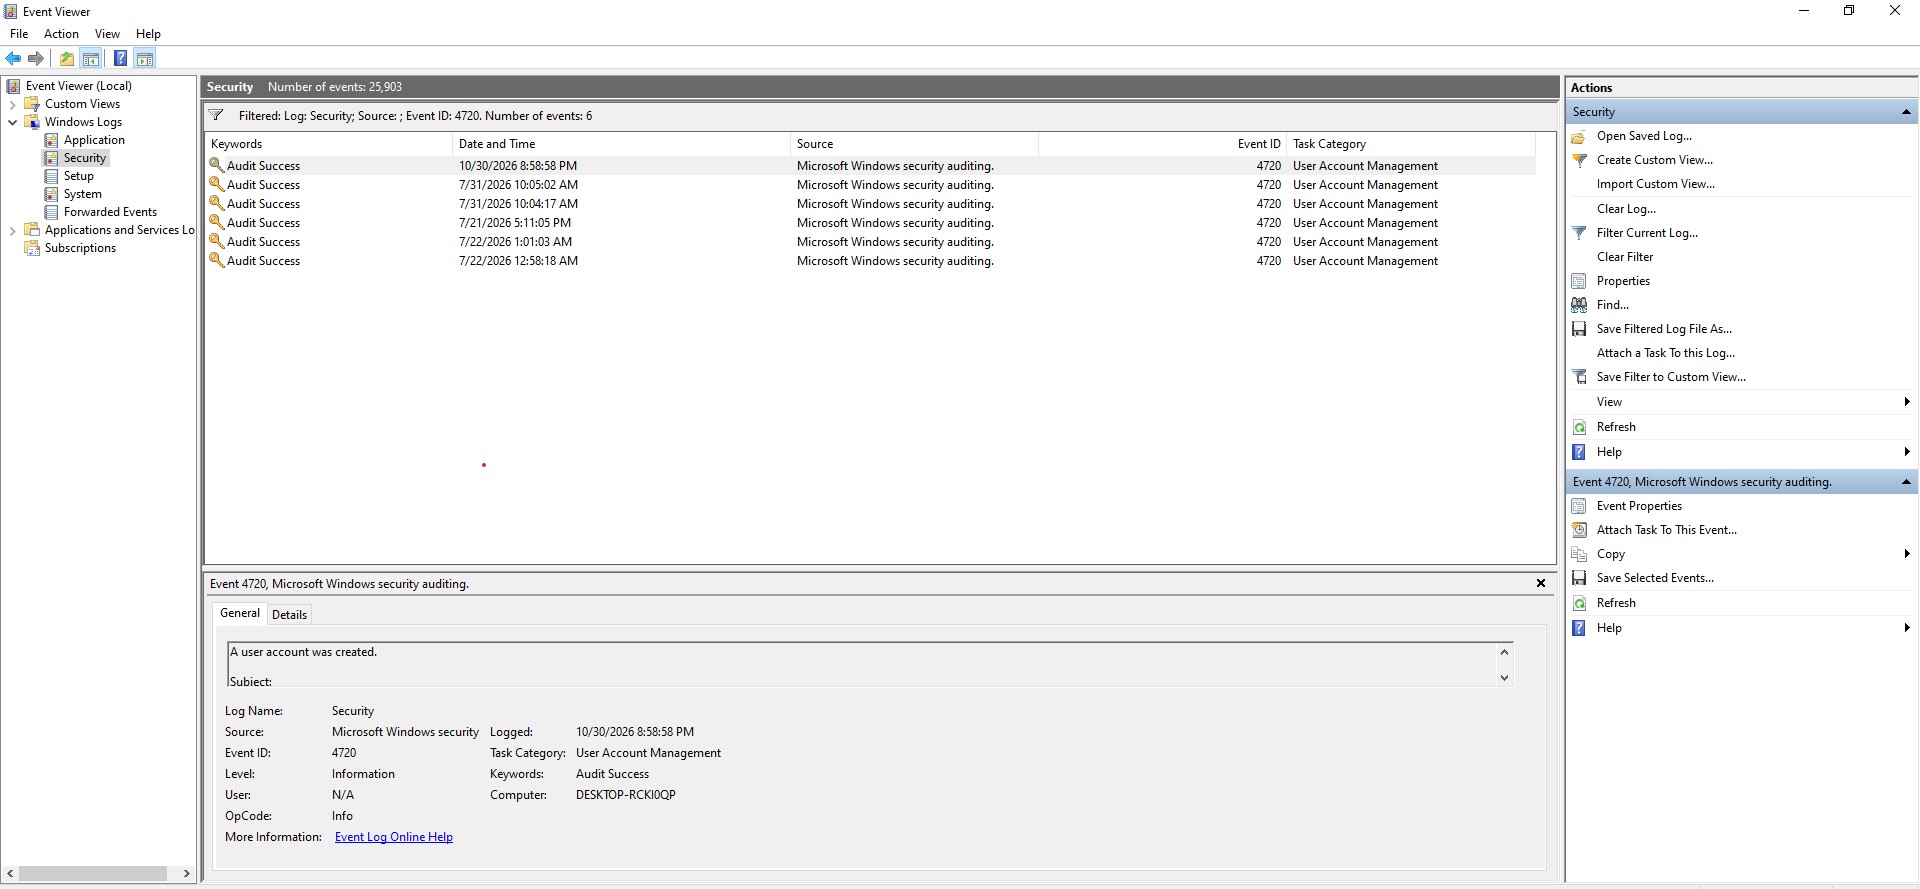 Event Viewer
File Action View Help
Event Viewer (Local)
Custom Views
Windows Logs
Application
Security
Setup
System
Forwarded Events
Applications and Services Lo
Subscriptions
Security Number of events: 25,903
Filtered: Log: Security; Source: ; Event ID: 4720. Number of events: 6
Keywords Date and Time Source Event ID Task Category
Audit Success 10/30/2026 8:58:58 PM Microsoft Windows security auditing. 4720 User Account Management
Audit Success 7/31/2026 10:05:02 AM Microsoft Windows security auditing. 4720 User Account Management
Audit Success 7/31/2026 10:04:17 AM Microsoft Windows security auditing. 4720 User Account Management
Audit Success 7/21/2026 5:11:05 PM Microsoft Windows security auditing. 4720 User Account Management
Audit Success 7/22/2026 1:01:03 AM Microsoft Windows security auditing. 4720 User Account Management
Audit Success 7/22/2026 12:58:18 AM Microsoft Windows security auditing. 4720 User Account Management
Event 4720, Microsoft Windows security auditing.
General Details
A user account was created.
Subject:
Log Name: Security
Source: Microsoft Windows security Logged: 10/30/2026 8:58:58 PM
Event ID: 4720 Task Category: User Account Management
Level: Information Keywords: Audit Success
User: N/A Computer: DESKTOP-RCKI0QP
OpCode: Info
More Information: Event Log Online Help
Actions
Security
Open Saved Log...
Create Custom View...
Import Custom View...
Clear Log...
Filter Current Log...
Clear Filter
Properties
Find...
Save Filtered Log File As...
Attach a Task To this Log...
Save Filter to Custom View...
View
Refresh
Help
Event 4720, Microsoft Windows security auditing.
Event Properties
Attach Task To This Event...
Copy
Save Selected Events...
Refresh
Help